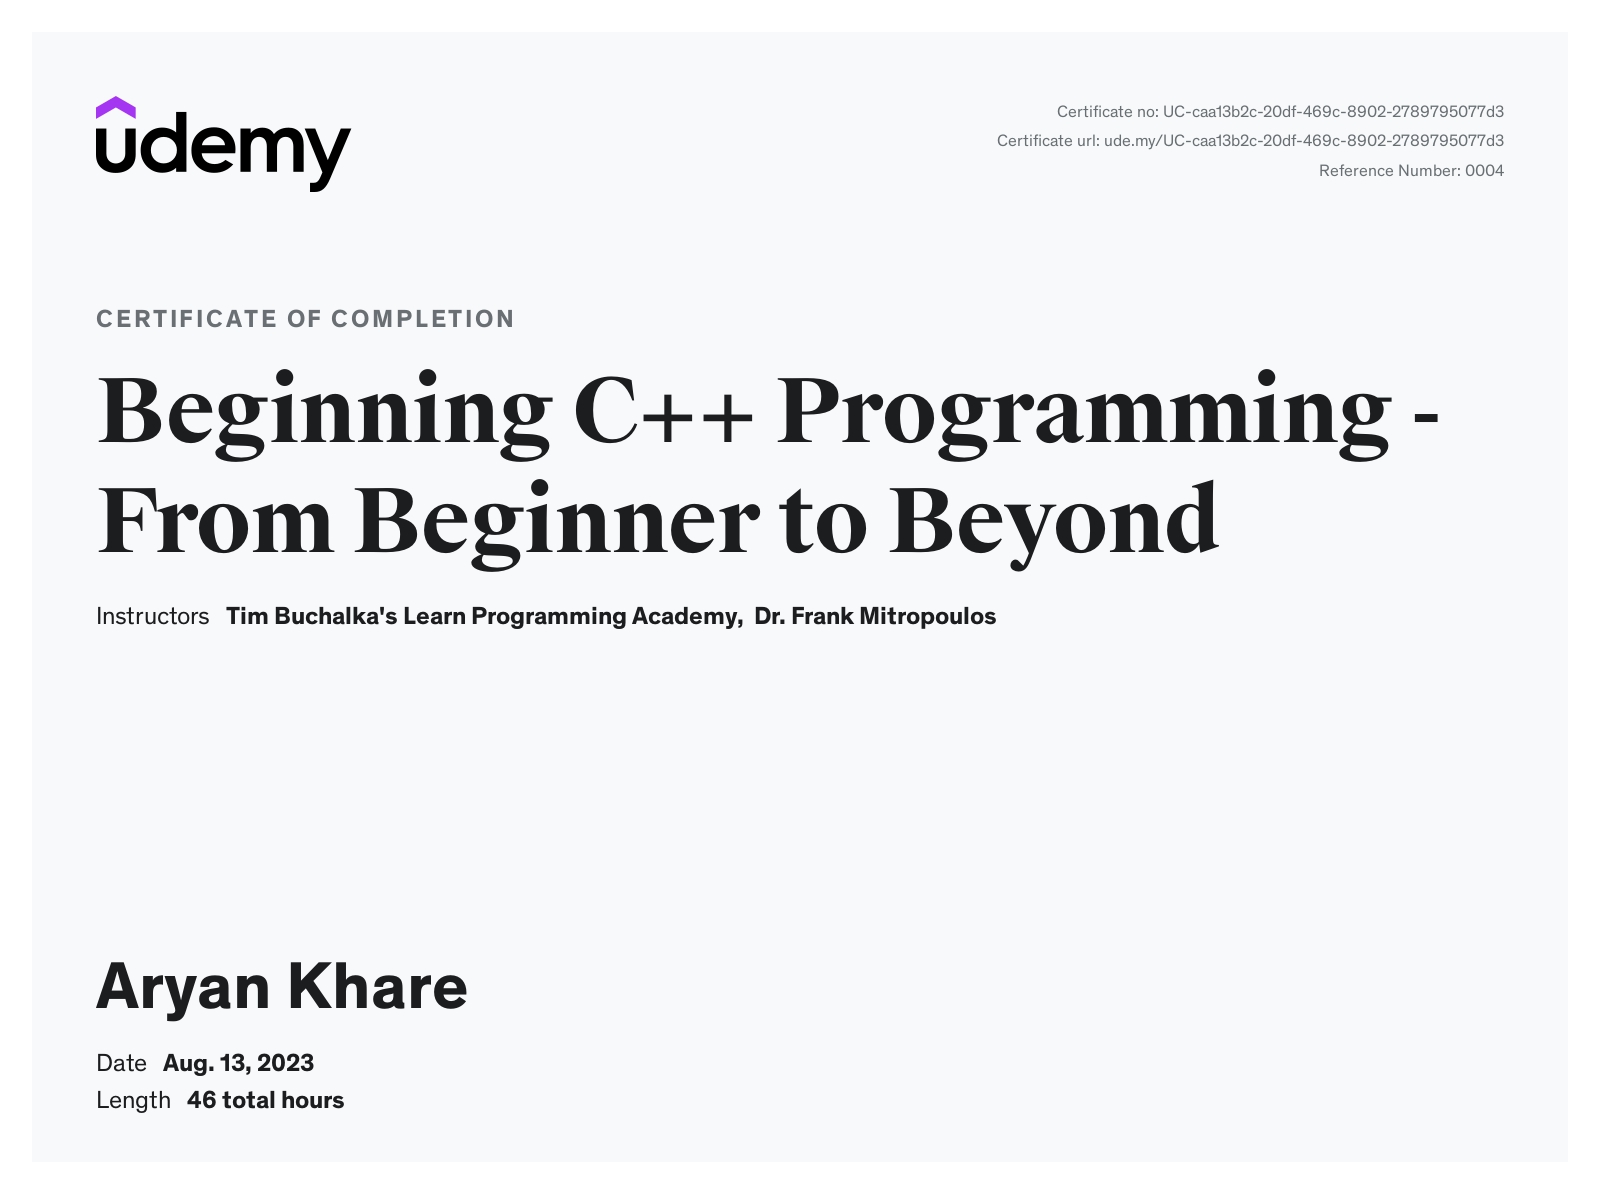 udemy
Certificate no: UC-caa13b2c-20df-469c-8902-2789795077d3
Certificate url: ude.my/UC-caa13b2c-20df-469c-8902-2789795077d3
Reference Number: 0004
CERTIFICATE OF COMPLETION
Beginning C++ Programming -
From Beginner to Beyond
Instructors Tim Buchalka's Learn Programming Academy, Dr. Frank Mitropoulos
Aryan Khare
Date Aug. 13, 2023
Length 46 total hours